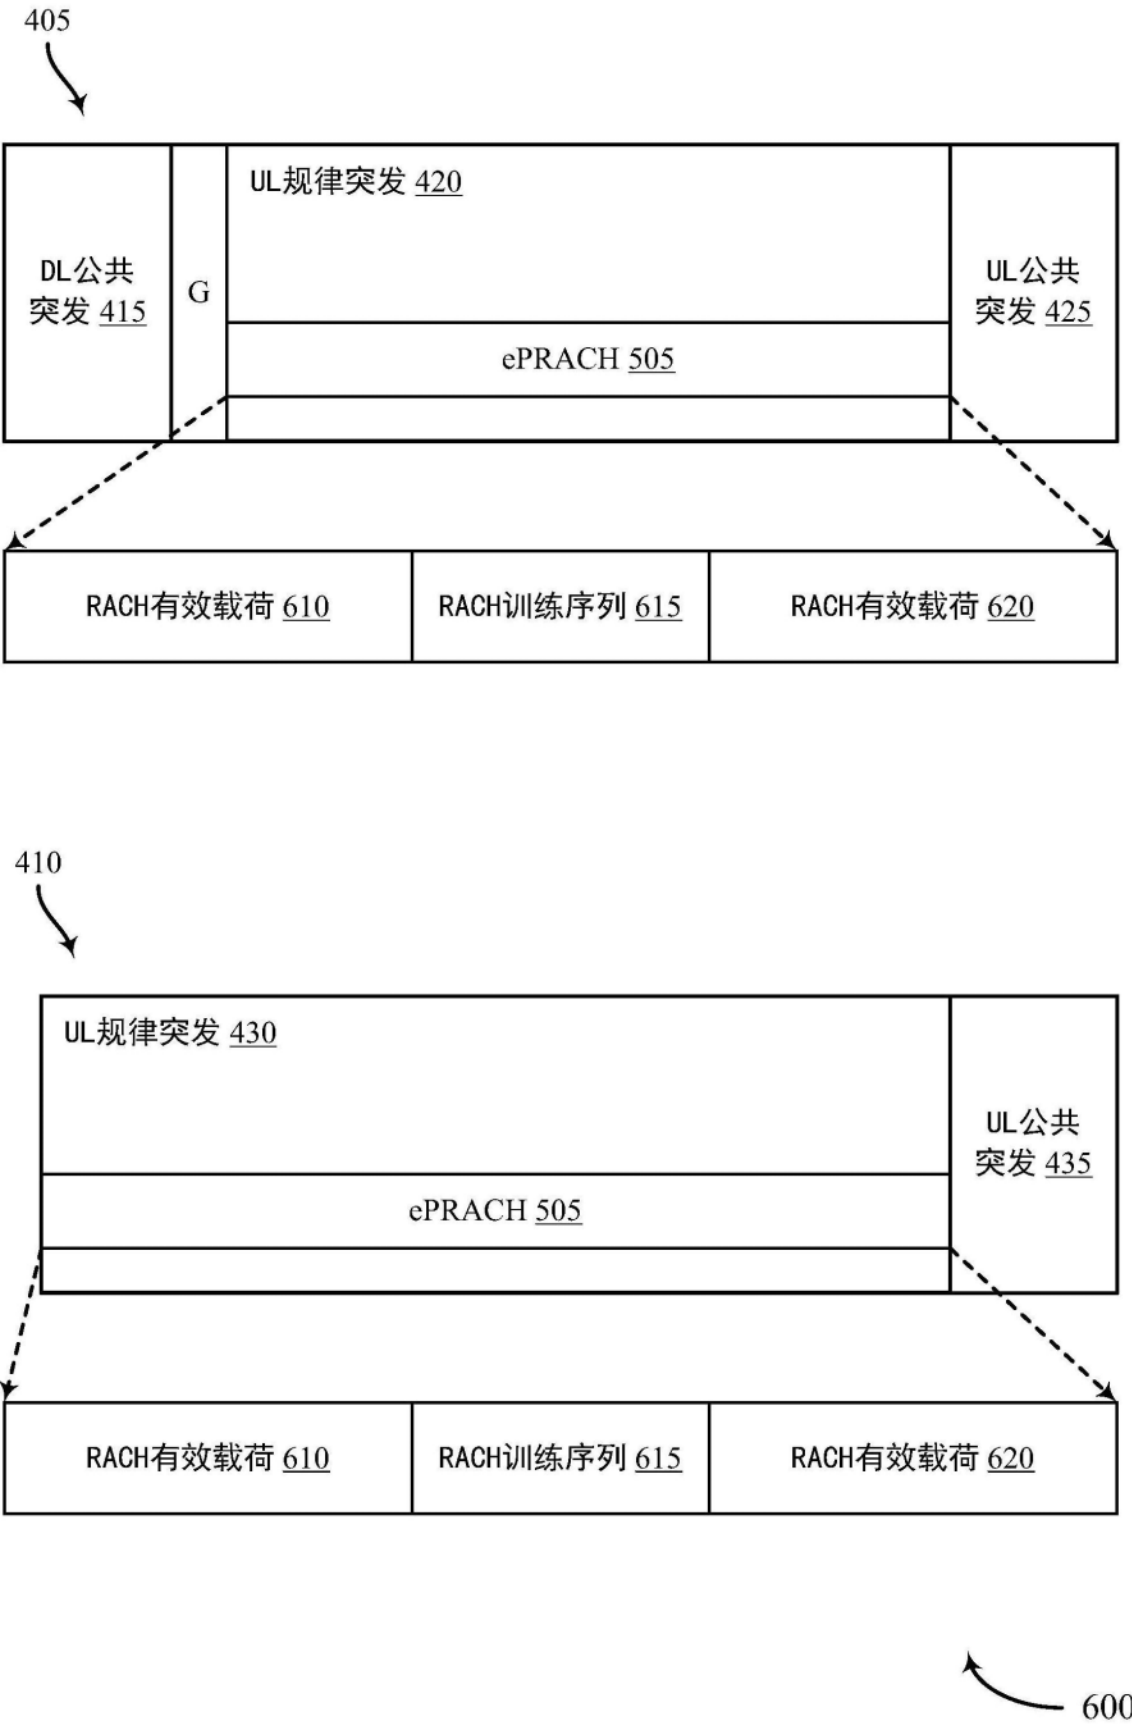 405
UL规律突发 420
DL公共
突发 415
G
UL公共
突发 425
ePRACH 505
RACH有效载荷 610
RACH训练序列 615
RACH有效载荷 620
410
UL规律突发 430
UL公共
突发 435
ePRACH 505
RACH有效载荷 610
RACH训练序列 615
RACH有效载荷 620
600